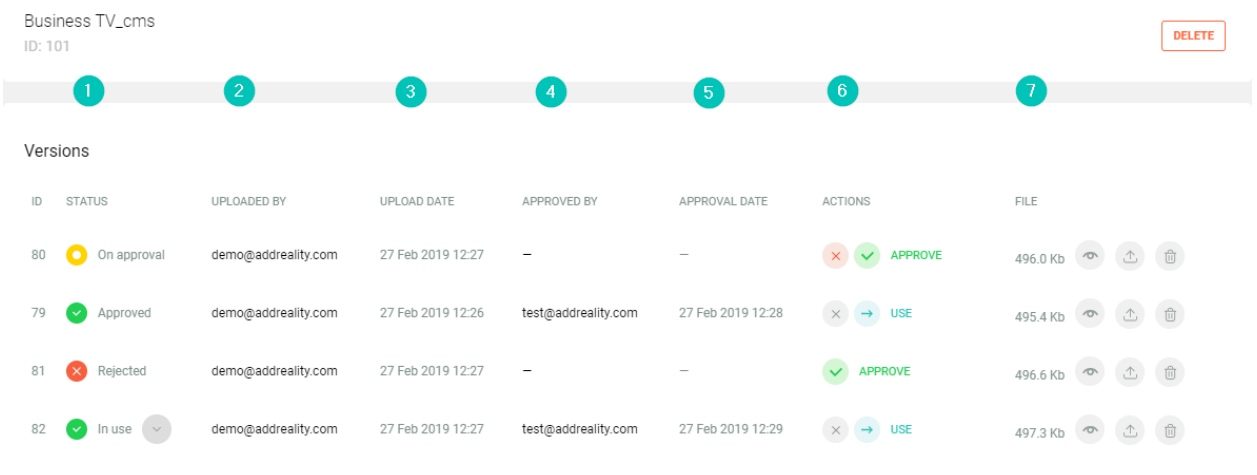 Business TV_cms
ID: 101
DELETE
1 2 3 4 5 6 7
Versions
ID STATUS UPLOADED BY UPLOAD DATE APPROVED BY APPROVAL DATE ACTIONS FILE
80 On approval demo@addreality.com 27 Feb 2019 12:27 – – APPROVE 496.0 Kb
79 Approved demo@addreality.com 27 Feb 2019 12:26 test@addreality.com 27 Feb 2019 12:28 USE 495.4 Kb
81 Rejected demo@addreality.com 27 Feb 2019 12:27 – – APPROVE 496.6 Kb
82 In use demo@addreality.com 27 Feb 2019 12:27 test@addreality.com 27 Feb 2019 12:29 USE 497.3 Kb